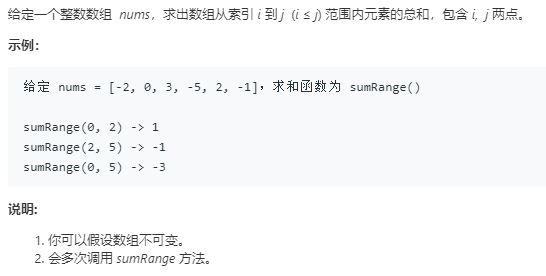 给定一个整数数组 nums，求出数组从索引 i 到 j (i ≤ j) 范围内元素的总和，包含 i, j 两点。
示例：
给定 nums = [-2, 0, 3, -5, 2, -1]，求和函数为 sumRange()
sumRange(0, 2) -> 1
sumRange(2, 5) -> -1
sumRange(0, 5) -> -3
说明:
1. 你可以假设数组不可变。
2. 会多次调用 sumRange 方法。